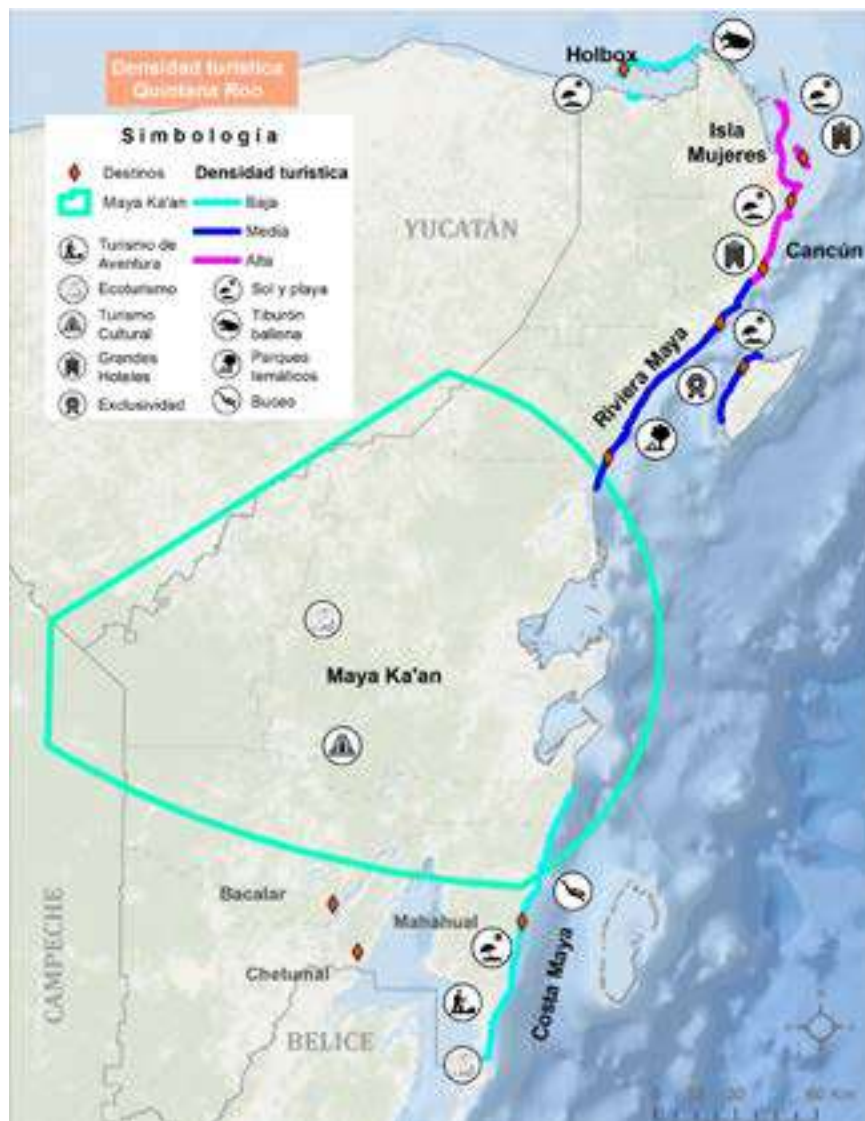 Densidad turística
Quintana Roo
Simbología
Destinos
Densidad turística
Maya Ka'an
Baja
Media
Turismo de
Aventura
Alta
Ecoturismo
Sol y playa
Turismo
Cultural
Tiburón
ballena
Grandes
Hoteles
Parques
temáticos
Exclusividad
Buceo
Holbox
Isla
Mujeres
YUCATÁN
Cancún
Riviera Maya
Maya Ka'an
Bacalar
Mahahual
Chetumal
Costa Maya
CAMPECHE
BELICE
60 Km